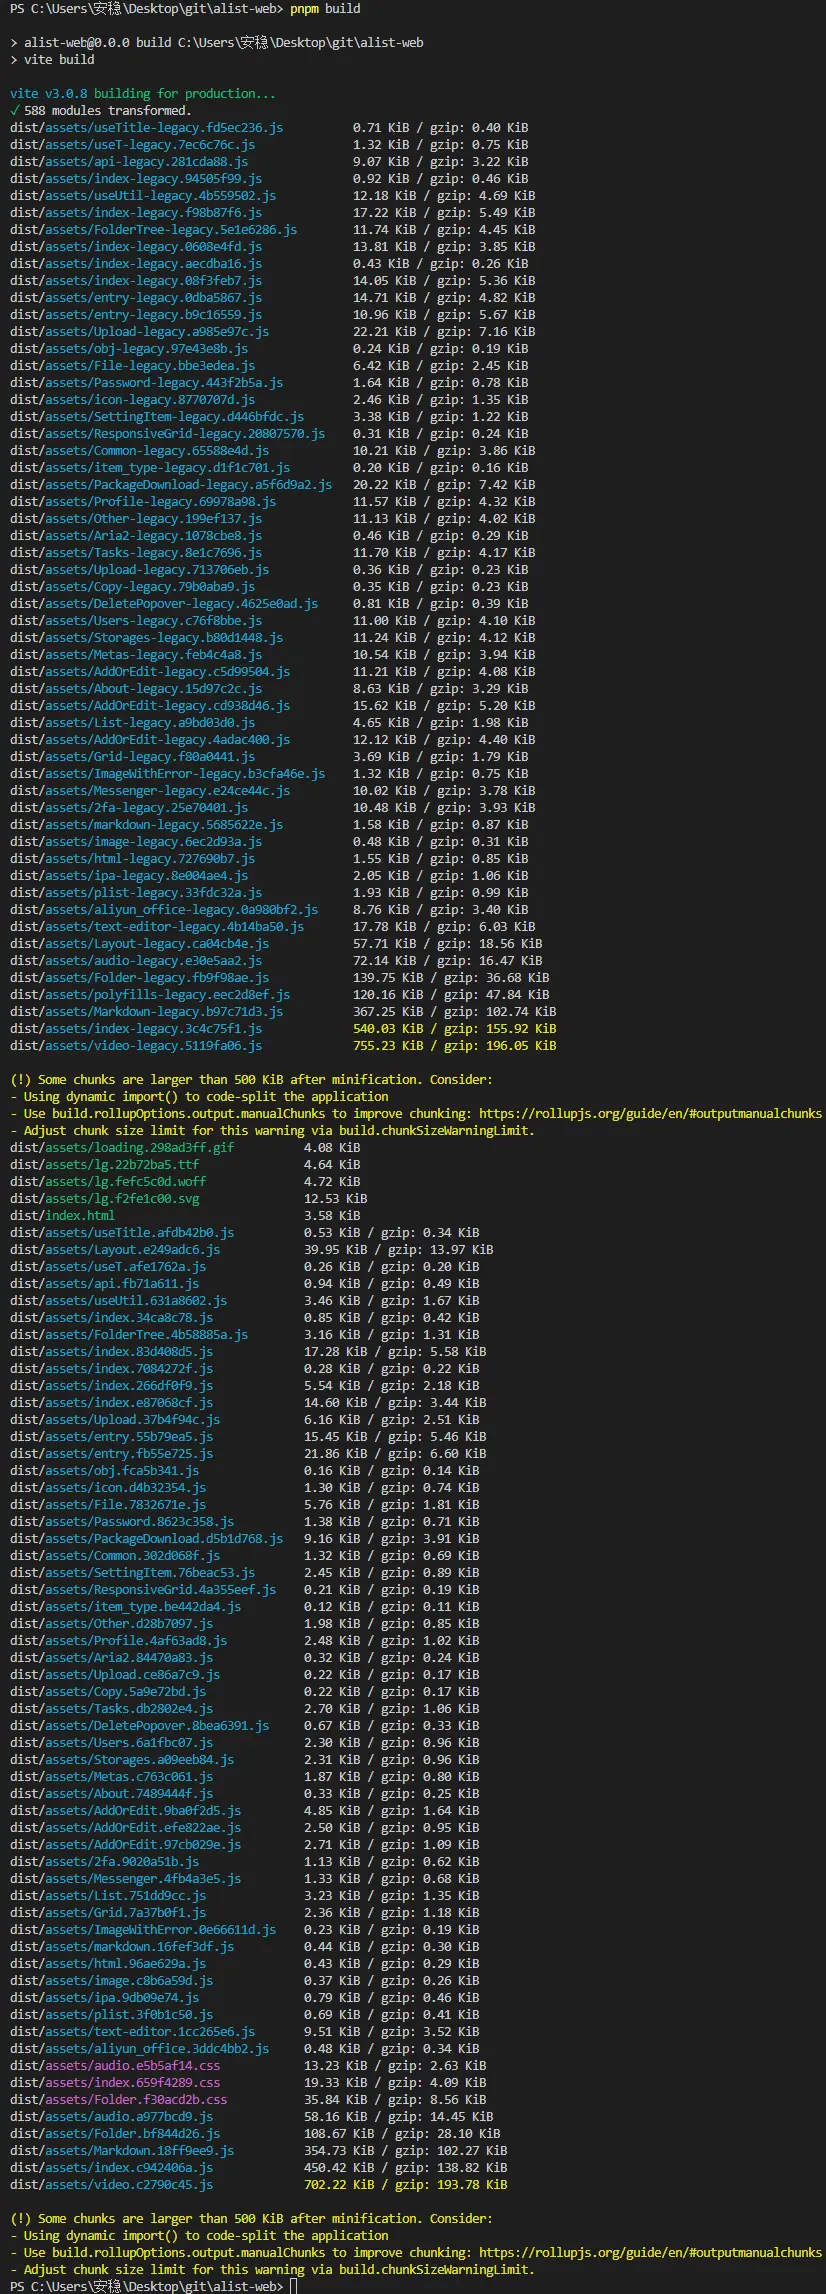 PS C:\Users\安稳\Desktop\git\alist-web> pnpm build
> alist-web@0.0.0 build C:\Users\安稳\Desktop\git\alist-web
> vite build
vite v3.0.8 building for production...
✓ 588 modules transformed.
dist/assets/useTitle-legacy.fd5ec236.js 0.71 KiB / gzip: 0.40 KiB
dist/assets/useT-legacy.7ec6c76c.js 1.32 KiB / gzip: 0.75 KiB
dist/assets/api-legacy.281cda88.js 9.07 KiB / gzip: 3.22 KiB
dist/assets/index-legacy.94505f99.js 0.92 KiB / gzip: 0.46 KiB
dist/assets/useUtil-legacy.4b559502.js 12.18 KiB / gzip: 4.69 KiB
dist/assets/index-legacy.f98b87f6.js 17.22 KiB / gzip: 5.49 KiB
dist/assets/FolderTree-legacy.5e1e6286.js 11.74 KiB / gzip: 4.45 KiB
dist/assets/index-legacy.0608e4fd.js 13.81 KiB / gzip: 3.85 KiB
dist/assets/index-legacy.aecdba16.js 0.43 KiB / gzip: 0.26 KiB
dist/assets/index-legacy.08f3feb7.js 14.05 KiB / gzip: 5.36 KiB
dist/assets/entry-legacy.0dba5867.js 14.71 KiB / gzip: 4.82 KiB
dist/assets/entry-legacy.b9c16559.js 10.96 KiB / gzip: 5.67 KiB
dist/assets/Upload-legacy.a985e97c.js 22.21 KiB / gzip: 7.16 KiB
dist/assets/obj-legacy.97e43e8b.js 0.24 KiB / gzip: 0.19 KiB
dist/assets/File-legacy.bbe3edea.js 6.42 KiB / gzip: 2.45 KiB
dist/assets/Password-legacy.443f2b5a.js 1.64 KiB / gzip: 0.78 KiB
dist/assets/icon-legacy.8770707d.js 2.46 KiB / gzip: 1.35 KiB
dist/assets/SettingItem-legacy.d446bfdc.js 3.38 KiB / gzip: 1.22 KiB
dist/assets/ResponsiveGrid-legacy.20807570.js 0.31 KiB / gzip: 0.24 KiB
dist/assets/Common-legacy.65588e4d.js 10.21 KiB / gzip: 3.86 KiB
dist/assets/item_type-legacy.d1f1c701.js 0.20 KiB / gzip: 0.16 KiB
dist/assets/PackageDownload-legacy.a5f6d9a2.js 20.22 KiB / gzip: 7.42 KiB
dist/assets/Profile-legacy.69978a98.js 11.57 KiB / gzip: 4.32 KiB
dist/assets/Other-legacy.199ef137.js 11.13 KiB / gzip: 4.02 KiB
dist/assets/Aria2-legacy.1078cbe8.js 0.46 KiB / gzip: 0.29 KiB
dist/assets/Tasks-legacy.8e1c7696.js 11.70 KiB / gzip: 4.17 KiB
dist/assets/Upload-legacy.713706eb.js 0.36 KiB / gzip: 0.23 KiB
dist/assets/Copy-legacy.79b0aba9.js 0.35 KiB / gzip: 0.23 KiB
dist/assets/DeletePopover-legacy.4625e0ad.js 0.81 KiB / gzip: 0.39 KiB
dist/assets/Users-legacy.c76f8bbe.js 11.00 KiB / gzip: 4.10 KiB
dist/assets/Storages-legacy.b80d1448.js 11.24 KiB / gzip: 4.12 KiB
dist/assets/Metas-legacy.feb4c4a8.js 10.54 KiB / gzip: 3.94 KiB
dist/assets/AddOrEdit-legacy.c5d99504.js 11.21 KiB / gzip: 4.08 KiB
dist/assets/About-legacy.15d97c2c.js 8.63 KiB / gzip: 3.29 KiB
dist/assets/AddOrEdit-legacy.cd938d46.js 15.62 KiB / gzip: 5.20 KiB
dist/assets/List-legacy.a9bd03d0.js 4.65 KiB / gzip: 1.98 KiB
dist/assets/AddOrEdit-legacy.4adac400.js 12.12 KiB / gzip: 4.40 KiB
dist/assets/Grid-legacy.f80a0441.js 3.69 KiB / gzip: 1.79 KiB
dist/assets/ImageWithError-legacy.b3cfa46e.js 1.32 KiB / gzip: 0.75 KiB
dist/assets/Messenger-legacy.e24ce44c.js 10.02 KiB / gzip: 3.78 KiB
dist/assets/2fa-legacy.25e70401.js 10.48 KiB / gzip: 3.93 KiB
dist/assets/markdown-legacy.5685622e.js 1.58 KiB / gzip: 0.87 KiB
dist/assets/image-legacy.6ec2d93a.js 0.48 KiB / gzip: 0.31 KiB
dist/assets/html-legacy.727690b7.js 1.55 KiB / gzip: 0.85 KiB
dist/assets/ipa-legacy.8e004ae4.js 2.05 KiB / gzip: 1.06 KiB
dist/assets/plist-legacy.33fdc32a.js 1.93 KiB / gzip: 0.99 KiB
dist/assets/aliyun_office-legacy.0a980bf2.js 8.76 KiB / gzip: 3.40 KiB
dist/assets/text-editor-legacy.4b14ba50.js 17.78 KiB / gzip: 6.03 KiB
dist/assets/Layout-legacy.ca04cb4e.js 57.71 KiB / gzip: 18.56 KiB
dist/assets/audio-legacy.e30e5aa2.js 72.14 KiB / gzip: 16.47 KiB
dist/assets/Folder-legacy.fb9f98ae.js 139.75 KiB / gzip: 36.68 KiB
dist/assets/polyfills-legacy.eec2d8ef.js 120.16 KiB / gzip: 47.84 KiB
dist/assets/Markdown-legacy.b97c71d3.js 367.25 KiB / gzip: 102.74 KiB
dist/assets/index-legacy.3c4c75f1.js 540.03 KiB / gzip: 155.92 KiB
dist/assets/video-legacy.5119fa06.js 755.23 KiB / gzip: 196.05 KiB
(!) Some chunks are larger than 500 KiB after minification. Consider:
- Using dynamic import() to code-split the application
- Use build.rollupOptions.output.manualChunks to improve chunking: https://rollupjs.org/guide/en/#outputmanualchunks
- Adjust chunk size limit for this warning via build.chunkSizeWarningLimit.
dist/assets/loading.298ad3ff.gif 4.08 KiB
dist/assets/lg.22b72ba5.ttf 4.64 KiB
dist/assets/lg.fefc5c0d.woff 4.72 KiB
dist/assets/lg.f2fe1c00.svg 12.53 KiB
dist/index.html 3.58 KiB
dist/assets/useTitle.afdb42b0.js 0.53 KiB / gzip: 0.34 KiB
dist/assets/Layout.e249adc6.js 39.95 KiB / gzip: 13.97 KiB
dist/assets/useT.afe1762a.js 0.26 KiB / gzip: 0.20 KiB
dist/assets/api.fb71a611.js 0.94 KiB / gzip: 0.49 KiB
dist/assets/useUtil.631a8602.js 3.46 KiB / gzip: 1.67 KiB
dist/assets/index.34ca8c78.js 0.85 KiB / gzip: 0.42 KiB
dist/assets/FolderTree.4b58885a.js 3.16 KiB / gzip: 1.31 KiB
dist/assets/index.83d408d5.js 17.28 KiB / gzip: 5.58 KiB
dist/assets/index.7084272f.js 0.28 KiB / gzip: 0.22 KiB
dist/assets/index.266df0f9.js 5.54 KiB / gzip: 2.18 KiB
dist/assets/index.e87068cf.js 14.60 KiB / gzip: 3.44 KiB
dist/assets/Upload.37b4f94c.js 6.16 KiB / gzip: 2.51 KiB
dist/assets/entry.55b79ea5.js 15.45 KiB / gzip: 5.46 KiB
dist/assets/entry.fb55e725.js 21.86 KiB / gzip: 6.60 KiB
dist/assets/obj.fca5b341.js 0.16 KiB / gzip: 0.14 KiB
dist/assets/icon.d4b32354.js 1.30 KiB / gzip: 0.74 KiB
dist/assets/File.7832671e.js 5.76 KiB / gzip: 1.81 KiB
dist/assets/Password.8623c358.js 1.38 KiB / gzip: 0.71 KiB
dist/assets/PackageDownload.d5b1d768.js 9.16 KiB / gzip: 3.91 KiB
dist/assets/Common.302d068f.js 1.32 KiB / gzip: 0.69 KiB
dist/assets/SettingItem.76beac53.js 2.45 KiB / gzip: 0.89 KiB
dist/assets/ResponsiveGrid.4a355eef.js 0.21 KiB / gzip: 0.19 KiB
dist/assets/item_type.be442da4.js 0.12 KiB / gzip: 0.11 KiB
dist/assets/Other.d28b7097.js 1.98 KiB / gzip: 0.85 KiB
dist/assets/Profile.4af63ad8.js 2.48 KiB / gzip: 1.02 KiB
dist/assets/Aria2.84470a83.js 0.32 KiB / gzip: 0.24 KiB
dist/assets/Upload.ce86a7c9.js 0.22 KiB / gzip: 0.17 KiB
dist/assets/Copy.5a9e72bd.js 0.22 KiB / gzip: 0.17 KiB
dist/assets/Tasks.db2802e4.js 2.70 KiB / gzip: 1.06 KiB
dist/assets/DeletePopover.8bea6391.js 0.67 KiB / gzip: 0.33 KiB
dist/assets/Users.6a1fbc07.js 2.30 KiB / gzip: 0.96 KiB
dist/assets/Storages.a09eeb84.js 2.31 KiB / gzip: 0.96 KiB
dist/assets/Metas.c763c061.js 1.87 KiB / gzip: 0.80 KiB
dist/assets/About.7489444f.js 0.33 KiB / gzip: 0.25 KiB
dist/assets/AddOrEdit.9ba0f2d5.js 4.85 KiB / gzip: 1.64 KiB
dist/assets/AddOrEdit.efe822ae.js 2.50 KiB / gzip: 0.95 KiB
dist/assets/AddOrEdit.97cb029e.js 2.71 KiB / gzip: 1.09 KiB
dist/assets/2fa.9020a51b.js 1.13 KiB / gzip: 0.62 KiB
dist/assets/Messenger.4fb4a3e5.js 1.33 KiB / gzip: 0.68 KiB
dist/assets/List.751dd9cc.js 3.23 KiB / gzip: 1.35 KiB
dist/assets/Grid.7a37b0f1.js 2.36 KiB / gzip: 1.18 KiB
dist/assets/ImageWithError.0e66611d.js 0.23 KiB / gzip: 0.19 KiB
dist/assets/markdown.16fef3df.js 0.44 KiB / gzip: 0.30 KiB
dist/assets/html.96ae629a.js 0.43 KiB / gzip: 0.29 KiB
dist/assets/image.c8b6a59d.js 0.37 KiB / gzip: 0.26 KiB
dist/assets/ipa.9db09e74.js 0.79 KiB / gzip: 0.46 KiB
dist/assets/plist.3f0b1c50.js 0.69 KiB / gzip: 0.41 KiB
dist/assets/text-editor.1cc265e6.js 9.51 KiB / gzip: 3.52 KiB
dist/assets/aliyun_office.3ddc4bb2.js 0.48 KiB / gzip: 0.34 KiB
dist/assets/audio.e5b5af14.css 13.23 KiB / gzip: 2.63 KiB
dist/assets/index.659f4289.css 19.33 KiB / gzip: 4.09 KiB
dist/assets/Folder.f30acd2b.css 35.84 KiB / gzip: 8.56 KiB
dist/assets/audio.a977bcd9.js 58.16 KiB / gzip: 14.45 KiB
dist/assets/Folder.bf844d26.js 108.67 KiB / gzip: 28.10 KiB
dist/assets/Markdown.18ff9ee9.js 354.73 KiB / gzip: 102.27 KiB
dist/assets/index.c942406a.js 450.42 KiB / gzip: 138.82 KiB
dist/assets/video.c2790c45.js 702.22 KiB / gzip: 193.78 KiB
(!) Some chunks are larger than 500 KiB after minification. Consider:
- Using dynamic import() to code-split the application
- Use build.rollupOptions.output.manualChunks to improve chunking: https://rollupjs.org/guide/en/#outputmanualchunks
- Adjust chunk size limit for this warning via build.chunkSizeWarningLimit.
PS C:\Users\安稳\Desktop\git\alist-web>